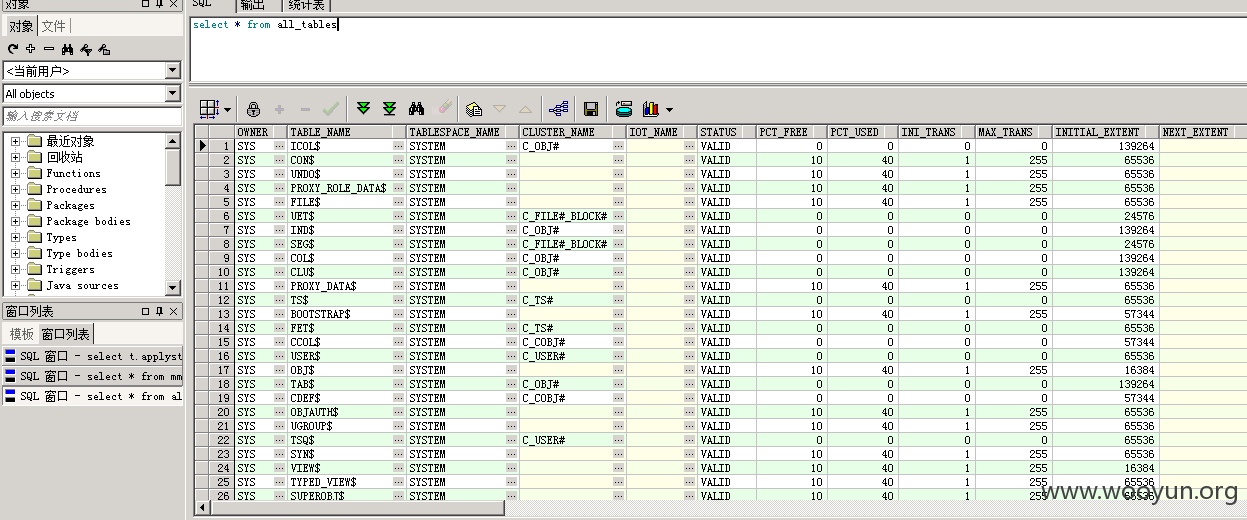 对象
SQL 输出 统计表
对象 文件
select * from all_tables
<当前用户>
All objects
输入搜索文档
最近对象
回收站
Functions
Procedures
Packages
Package bodies
Types
Type bodies
Triggers
Java sources
窗口列表
模板 窗口列表
SQL 窗口 - select t.applyst
SQL 窗口 - select * from mm
SQL 窗口 - select * from al
OWNER TABLE_NAME TABLESPACE_NAME CLUSTER_NAME IOT_NAME STATUS PCT_FREE PCT_USED INI_TRANS MAX_TRANS INITIAL_EXTENT NEXT_EXTENT
1 SYS ... ICOL$ ... SYSTEM ... C_OBJ# ... ... VALID 0 0 0 0 139264
2 SYS ... CON$ ... SYSTEM ... ... ... VALID 10 40 1 255 65536
3 SYS ... UNDO$ ... SYSTEM ... ... ... VALID 10 40 1 255 65536
4 SYS ... PROXY_ROLE_DATA$ ... SYSTEM ... ... ... VALID 10 40 1 255 65536
5 SYS ... FILE$ ... SYSTEM ... ... ... VALID 10 40 1 255 65536
6 SYS ... UET$ ... SYSTEM ... C_FILE#_BLOCK# ... ... VALID 0 0 0 0 24576
7 SYS ... IND$ ... SYSTEM ... C_OBJ# ... ... VALID 0 0 0 0 139264
8 SYS ... SEG$ ... SYSTEM ... C_FILE#_BLOCK# ... ... VALID 0 0 0 0 24576
9 SYS ... COL$ ... SYSTEM ... C_OBJ# ... ... VALID 0 0 0 0 139264
10 SYS ... CLU$ ... SYSTEM ... C_OBJ# ... ... VALID 0 0 0 0 139264
11 SYS ... PROXY_DATA$ ... SYSTEM ... ... ... VALID 10 40 1 255 65536
12 SYS ... TS$ ... SYSTEM ... C_TS# ... ... VALID 0 0 0 0 65536
13 SYS ... BOOTSTRAP$ ... SYSTEM ... ... ... VALID 10 40 1 255 57344
14 SYS ... FET$ ... SYSTEM ... C_TS# ... ... VALID 0 0 0 0 65536
15 SYS ... CCOL$ ... SYSTEM ... C_COBJ# ... ... VALID 0 0 0 0 57344
16 SYS ... USER$ ... SYSTEM ... C_USER# ... ... VALID 0 0 0 0 65536
17 SYS ... OBJ$ ... SYSTEM ... ... ... VALID 10 40 1 255 16384
18 SYS ... TAB$ ... SYSTEM ... C_OBJ# ... ... VALID 0 0 0 0 139264
19 SYS ... CDEF$ ... SYSTEM ... C_COBJ# ... ... VALID 0 0 0 0 57344
20 SYS ... OBJAUTH$ ... SYSTEM ... ... ... VALID 10 40 1 255 65536
21 SYS ... UGROUP$ ... SYSTEM ... ... ... VALID 10 40 1 255 65536
22 SYS ... TSQ$ ... SYSTEM ... C_USER# ... ... VALID 0 0 0 0 65536
23 SYS ... SYN$ ... SYSTEM ... ... ... VALID 10 40 1 255 65536
24 SYS ... VIEW$ ... SYSTEM ... ... ... VALID 10 40 1 255 16384
25 SYS ... TYPED_VIEW$ ... SYSTEM ... ... ... VALID 10 40 1 255 65536
26 SYS ... SUPEROBJ$ ... SYSTEM ... ... ... VALID 10 40 1 255 65536
www.wooyun.org